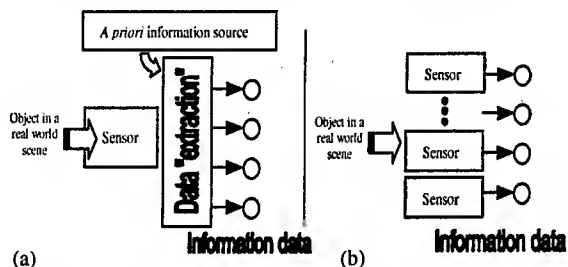 A priori information source
Object in a
real world
scene
Sensor
Data "extraction"
Information data
(a)
Sensor
Object in a
real world
scene
Sensor
Sensor
Information data
(b)